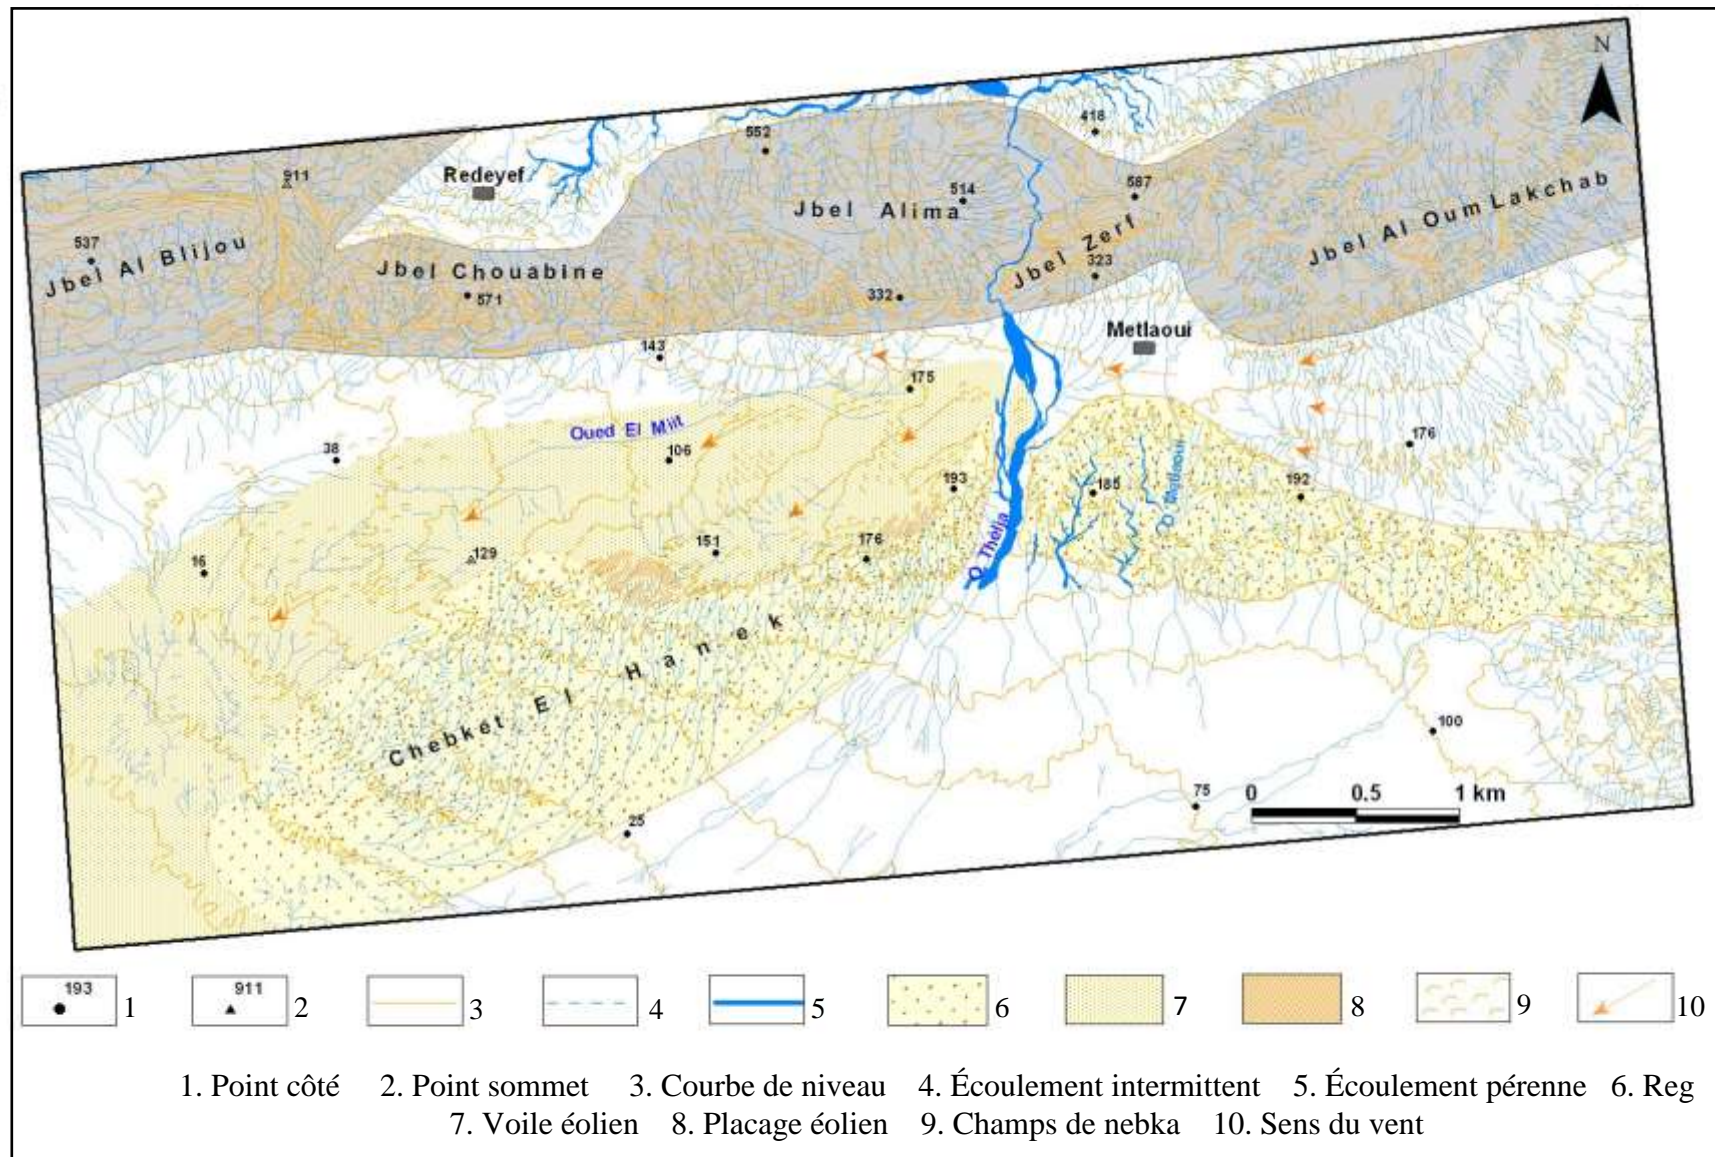 N
418
552
911
Redeyef
587
514
Jbel Alima
537
Jbel Al Blijou
Jbel Chouabine
Jbel Zerf
Jbel Al Oum Lakchab
571
332
323
Metlaoui
143
175
Oued El Mlit
176
38
106
193
185
192
O Metlaoui
O Thelja
16
129
151
176
Chebket El Hanek
100
75
0 0.5 1 km
25
193 1
911 2
3
4
5
6
7
8
9
10
1. Point côté 2. Point sommet 3. Courbe de niveau 4. Écoulement intermittent 5. Écoulement pérenne 6. Reg
7. Voile éolien 8. Placage éolien 9. Champs de nebka 10. Sens du vent